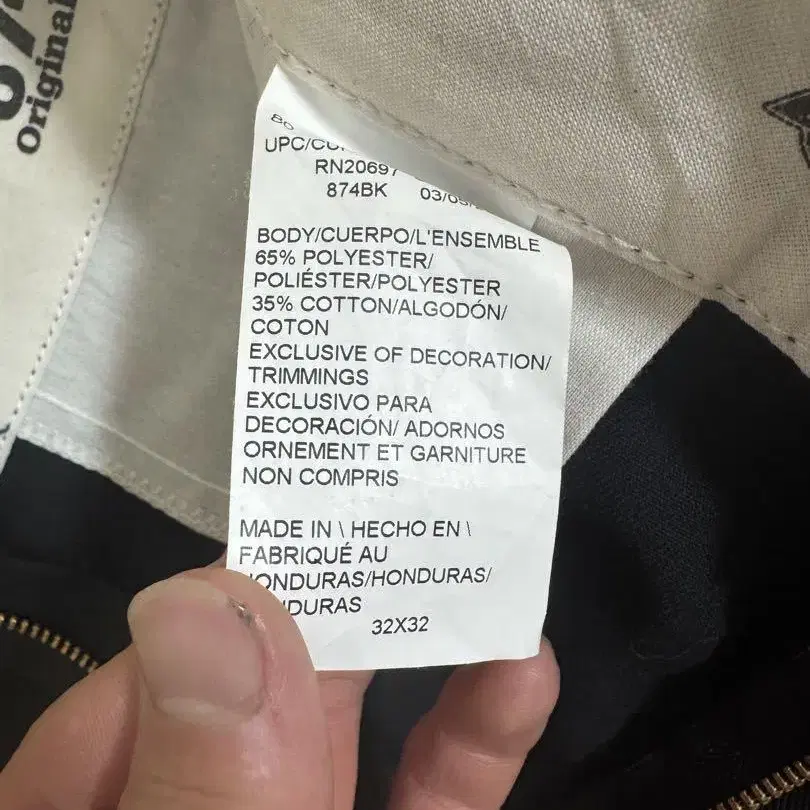 Original
UPC/
RN20697
874BK
BODY/CUERPO/L'ENSEMBLE
65% POLYESTER/
POLIÉSTER/POLYESTER
35% COTTON/ALGODÓN/
COTON
EXCLUSIVE OF DECORATION/
TRIMMINGS
EXCLUSIVO PARA
DECORACIÓN/ ADORNOS
ORNEMENT ET GARNITURE
NON COMPRIS
MADE IN \ HECHO EN \
FABRIQUÉ AU
HONDURAS/HONDURAS/
HONDURAS
32X32